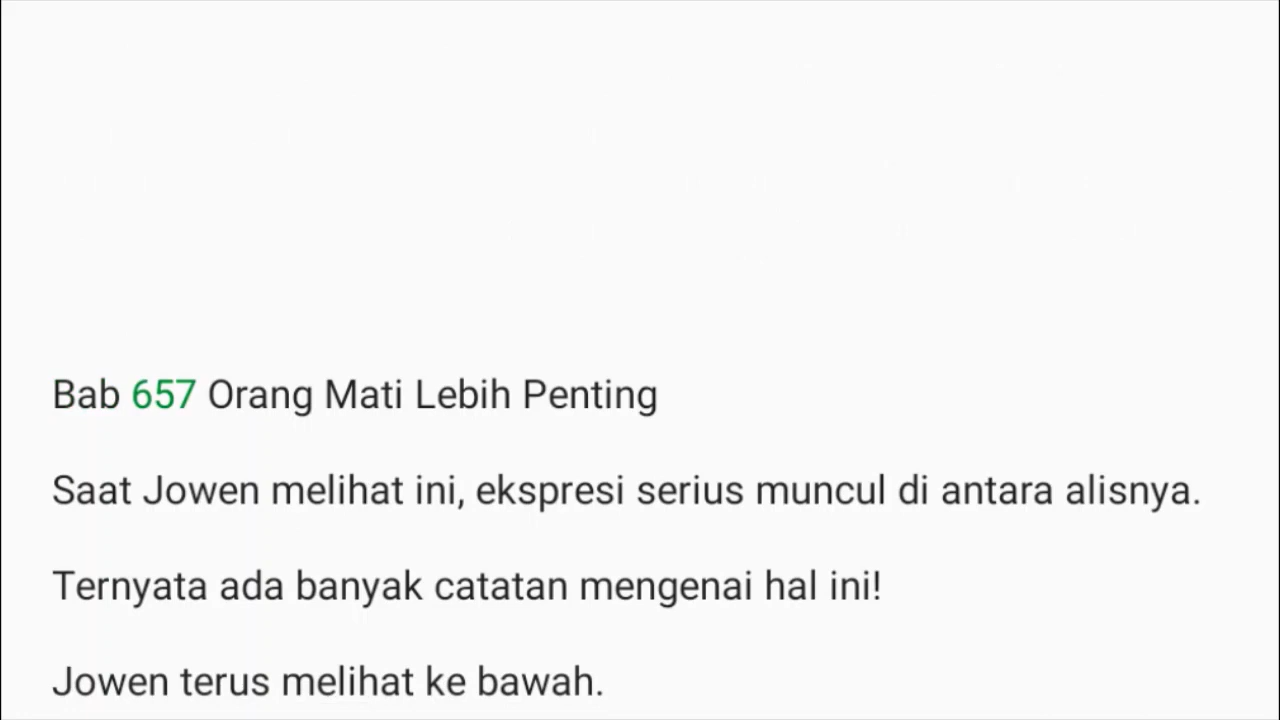 Bab 657 Orang Mati Lebih Penting
Saat Jowen melihat ini, ekspresi serius muncul di antara alisnya.
Ternyata ada banyak catatan mengenai hal ini!
Jowen terus melihat ke bawah.